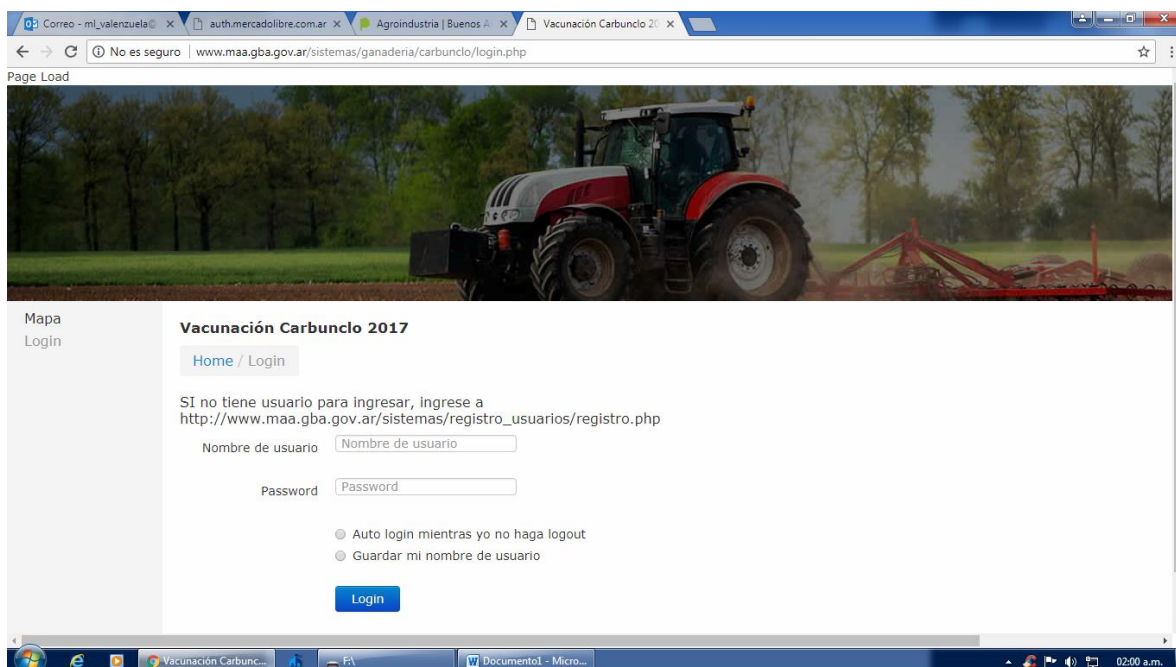 Correo - ml_valenzuela@
auth.mercadolibre.com.ar
Agroindustria | Buenos A
Vacunación Carbunclo 20
No es seguro
www.maa.gba.gov.ar/sistemas/ganaderia/carbunclo/login.php
Page Load
Mapa
Login
Vacunación Carbunclo 2017
Home / Login
SI no tiene usuario para ingresar, ingrese a
http://www.maa.gba.gov.ar/sistemas/registro_usuarios/registro.php
Nombre de usuario
Nombre de usuario
Password
Password
Auto login mientras yo no haga logout
Guardar mi nombre de usuario
Login
Vacunación Carbunc...
F:\
Documento1 - Micro...
02:00 a.m.